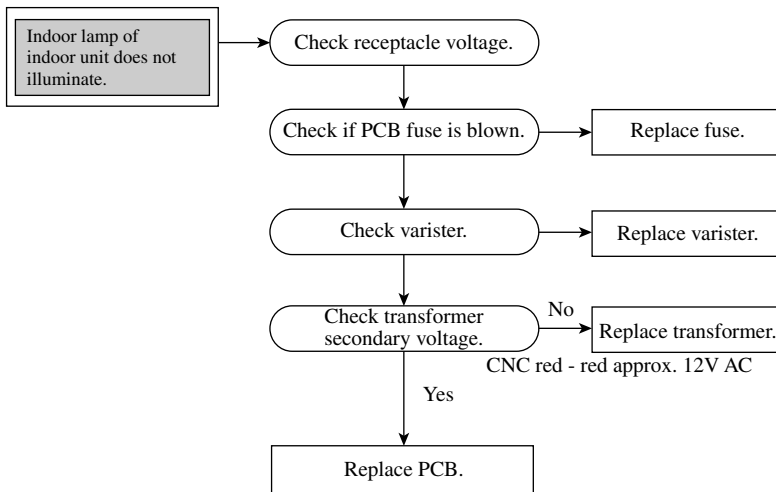 Indoor lamp of
indoor unit does not
illuminate.
Check receptacle voltage.
Check if PCB fuse is blown.
Replace fuse.
Check varister.
Replace varister.
Check transformer
secondary voltage.
No
Replace transformer.
CNC red - red approx. 12V AC
Yes
Replace PCB.